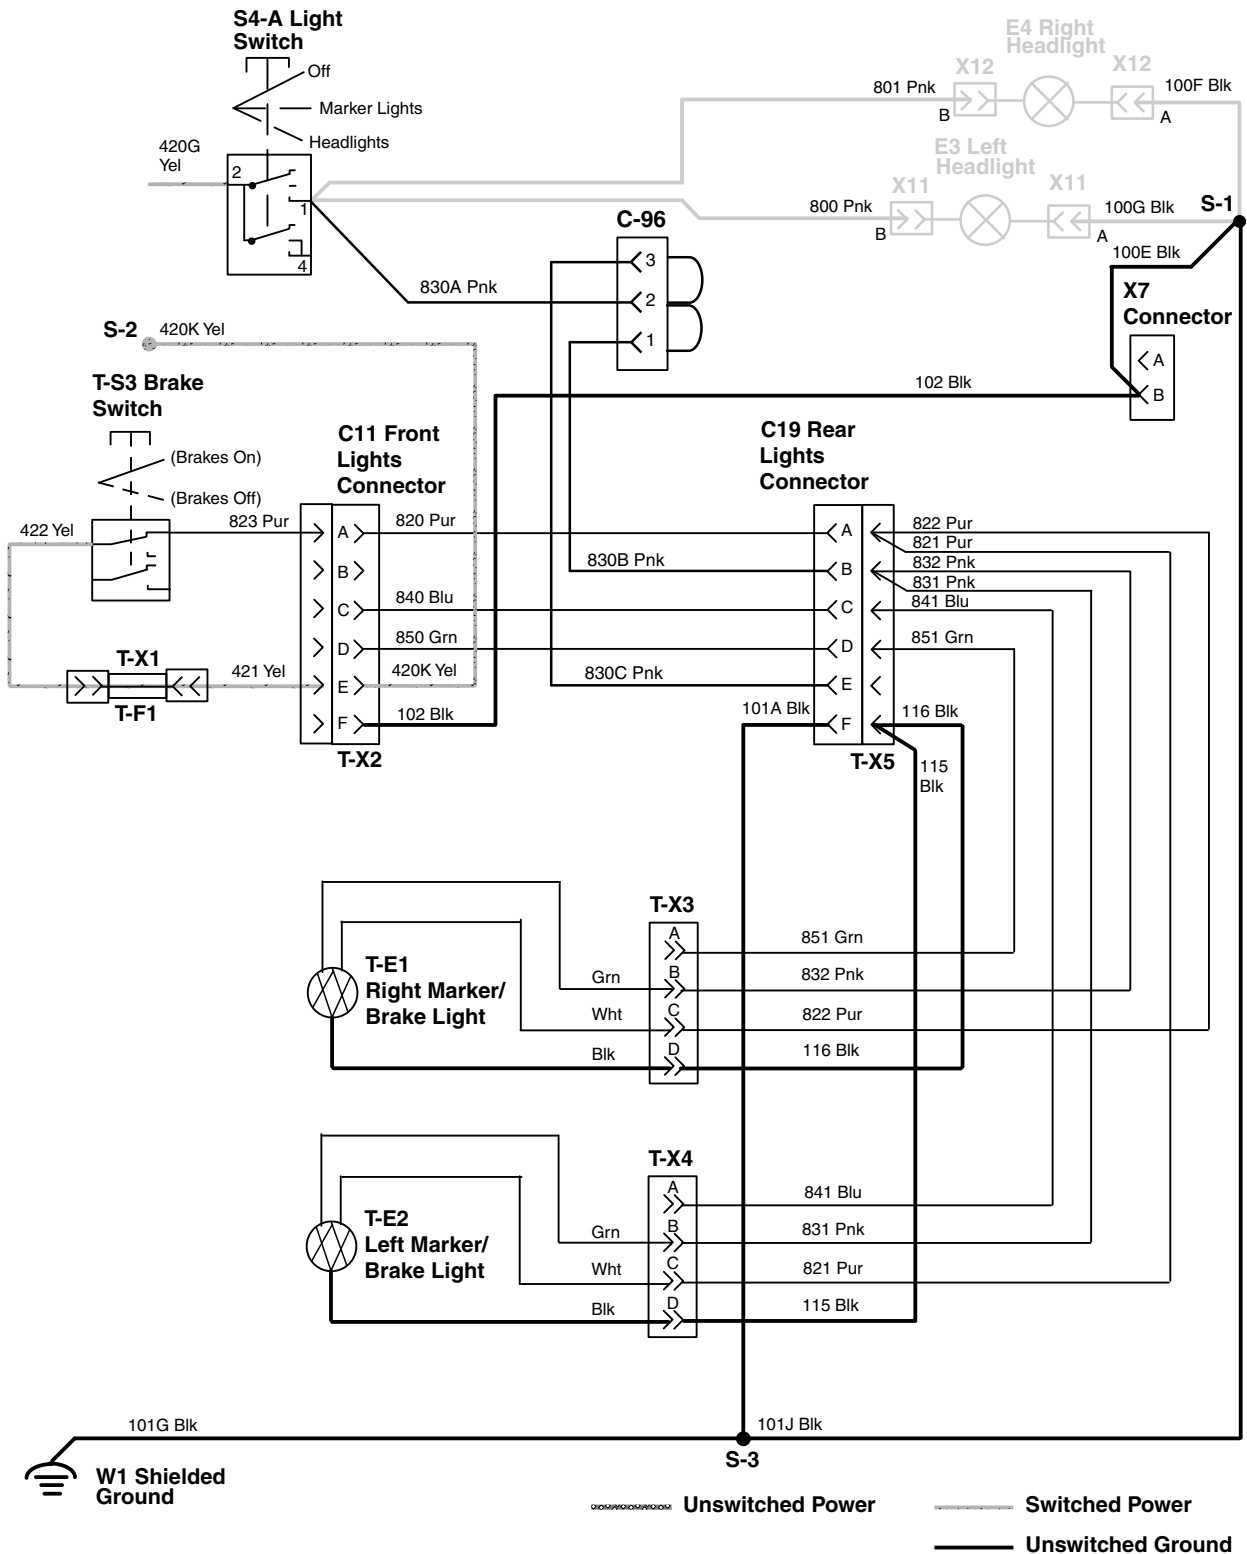 S4-A Light
Switch
Off
Marker Lights
Headlights
420G
Yel
2
1
4
E4 Right
Headlight
X12
X12
801 Pnk
B
100F Blk
A
E3 Left
Headlight
X11
X11
800 Pnk
B
100G Blk
A
S-1
C-96
3
2
1
830A Pnk
100E Blk
X7
Connector
A
B
S-2
420K Yel
102 Blk
T-S3 Brake
Switch
(Brakes On)
(Brakes Off)
C11 Front
Lights
Connector
C19 Rear
Lights
Connector
422 Yel
823 Pur
A
820 Pur
A
822 Pur
821 Pur
B
830B Pnk
B
832 Pnk
831 Pnk
C
840 Blu
C
841 Blu
D
850 Grn
D
851 Grn
T-X1
T-F1
421 Yel
E
420K Yel
830C Pnk
E
F
102 Blk
101A Blk
F
116 Blk
T-X2
T-X5
115
Blk
T-X3
T-E1
Right Marker/
Brake Light
A
851 Grn
Grn
B
832 Pnk
Wht
C
822 Pur
Blk
D
116 Blk
T-X4
T-E2
Left Marker/
Brake Light
A
841 Blu
Grn
B
831 Pnk
Wht
C
821 Pur
Blk
D
115 Blk
101G Blk
101J Blk
S-3
W1 Shielded
Ground
Unswitched Power
Switched Power
Unswitched Ground